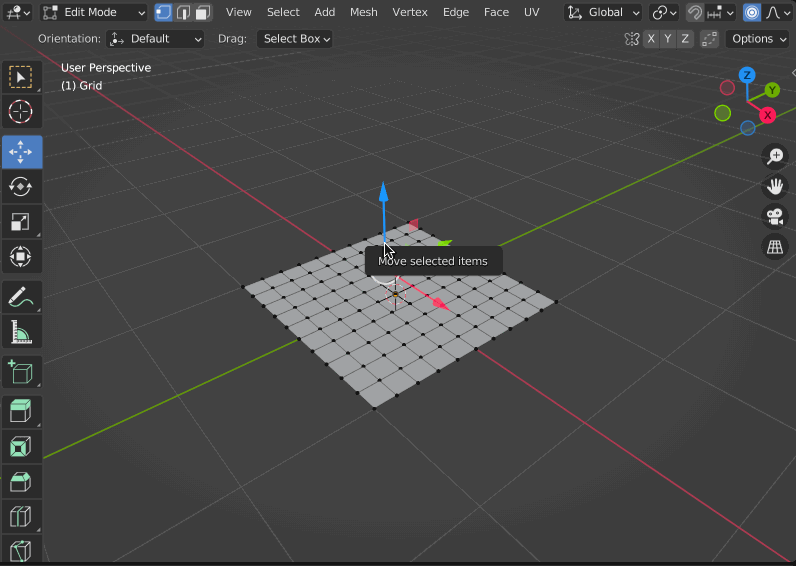 Edit Mode View Select Add Mesh Vertex Edge Face UV Global
Orientation: Default Drag: Select Box X Y Z Options
User Perspective
(1) Grid
Z
Y
X
Move selected items